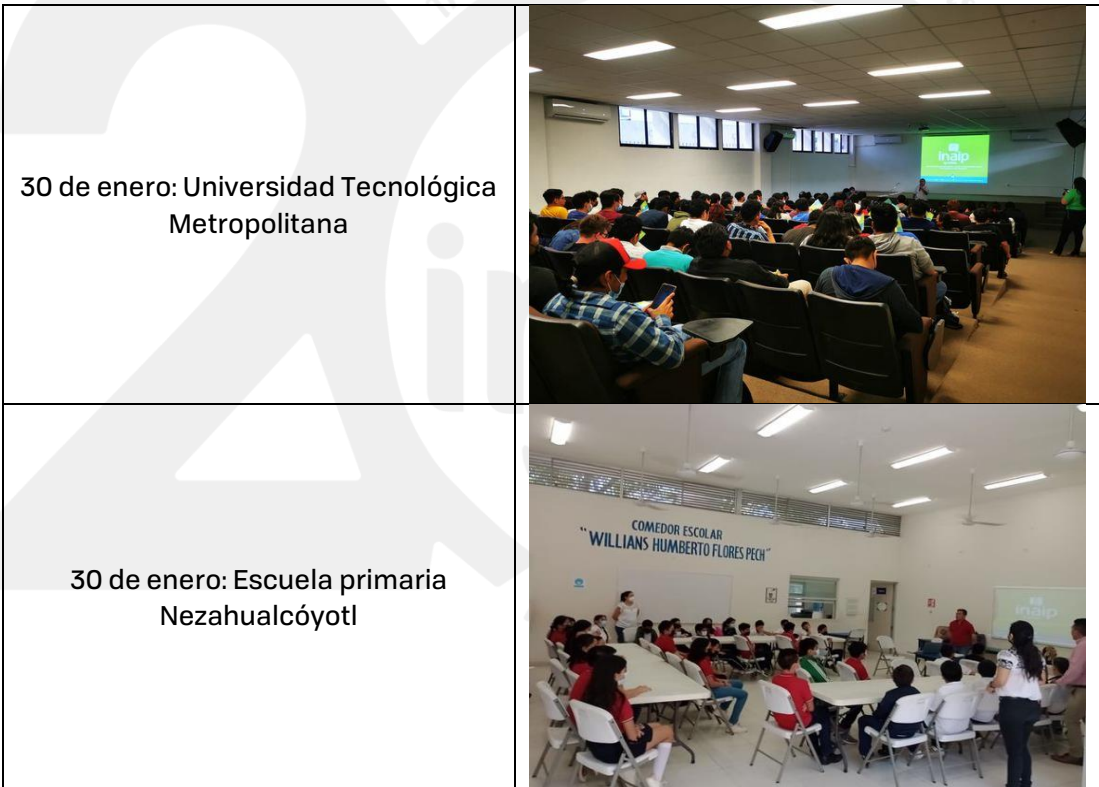 30 de enero: Universidad Tecnológica
Metropolitana
inaip
30 de enero: Escuela primaria
Nezahualcóyotl
COMEDOR ESCOLAR
"WILLIANS HUMBERTO FLORES PECH"
inaip